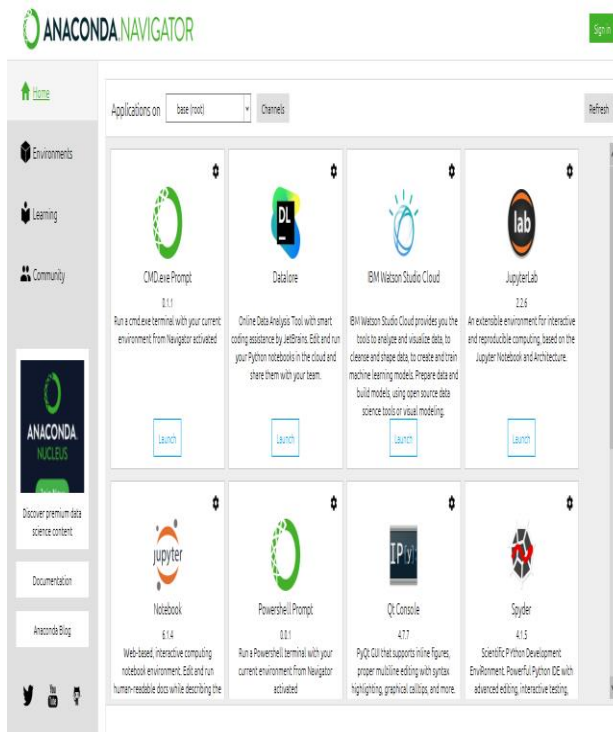 ANACONDA.NAVIGATOR
Sign in
Home
Environments
Learning
Community
ANACONDA.
NUCLEUS
Discover premium data
science content
Documentation
Anaconda Blog
You
Tube
Applications on
base (root)
Channels
Refresh
CMD.exe Prompt
0.1.1
Run a cmd.exe terminal with your current
environment from Navigator activated
Launch
DL
Datalore
Online Data Analysis Tool with smart
coding assistance by JetBrains. Edit and run
your Python notebooks in the cloud and
share them with your team.
Launch
IBM Watson Studio Cloud
IBM Watson Studio Cloud provides you the
tools to analyze and visualize data, to
cleanse and shape data, to create and train
machine learning models. Prepare data and
build models, using open source data
science tools or visual modeling.
Launch
lab
JupyterLab
2.2.6
An extensible environment for interactive
and reproducible computing, based on the
Jupyter Notebook and Architecture.
Launch
jupyter
Notebook
6.1.4
Web-based, interactive computing
notebook environment. Edit and run
human-readable docs while describing the
Powershell Prompt
0.0.1
Run a Powershell terminal with your
current environment from Navigator
activated
IP[y]:
Qt Console
4.7.7
PyQt GUI that supports inline figures,
proper multiline editing with syntax
highlighting, graphical calltips, and more.
Spyder
4.1.5
Scientific PYthon Development
EnviRonment. Powerful Python IDE with
advanced editing, interactive testing,